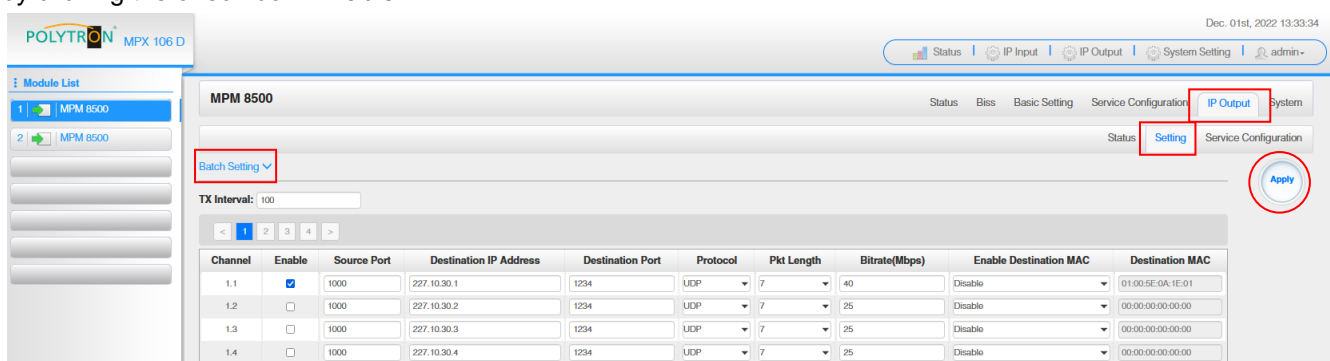 Dec. 01st, 2022 13:33:34
POLYTRON MPX 106 D
Status IP Input IP Output System Setting admin
Module List
1 MPM 8500
2 MPM 8500
MPM 8500
Status Biss Basic Setting Service Configuration IP Output System
Status Setting Service Configuration
Batch Setting
Apply
TX Interval: 100
< 1 2 3 4 >
Channel Enable Source Port Destination IP Address Destination Port Protocol Pkt Length Bitrate(Mbps) Enable Destination MAC Destination MAC
1.1 1000 227.10.30.1 1234 UDP 7 40 Disable 01:00:5E:0A:1E:01
1.2 1000 227.10.30.2 1234 UDP 7 25 Disable 00:00:00:00:00:00
1.3 1000 227.10.30.3 1234 UDP 7 25 Disable 00:00:00:00:00:00
1.4 1000 227.10.30.4 1234 UDP 7 25 Disable 00:00:00:00:00:00